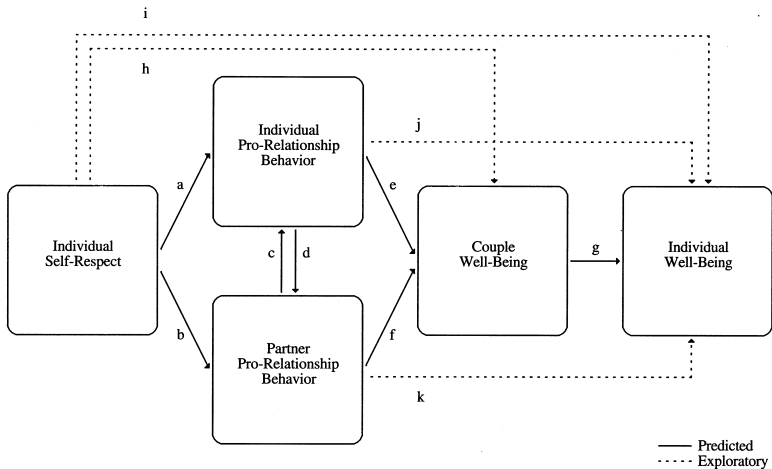 i
h
Individual
Pro-Relationship
Behavior
j
a
e
Individual
Self-Respect
c
d
Couple
Well-Being
g
Individual
Well-Being
b
Partner
Pro-Relationship
Behavior
f
k
Predicted
Exploratory